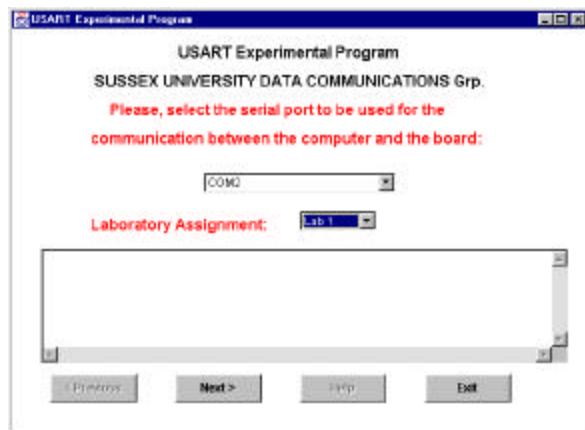 USART Experimental Program
USART Experimental Program
SUSSEX UNIVERSITY DATA COMMUNICATIONS Grp.
Please, select the serial port to be used for the
communication between the computer and the board:
COM2
Laboratory Assignment:
Lab 1
< Previous
Next >
Help
Exit